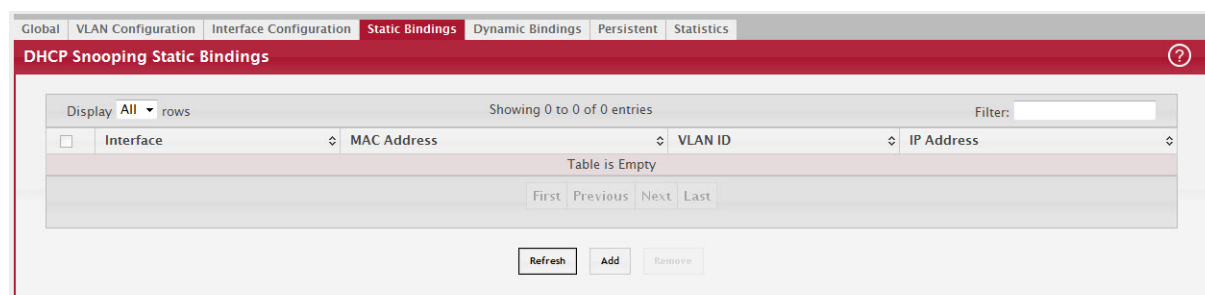 Global VLAN Configuration Interface Configuration Static Bindings Dynamic Bindings Persistent Statistics
DHCP Snooping Static Bindings ?
Display All rows Showing 0 to 0 of 0 entries Filter:
Interface MAC Address VLAN ID IP Address
Table is Empty
First Previous Next Last
Refresh Add Remove